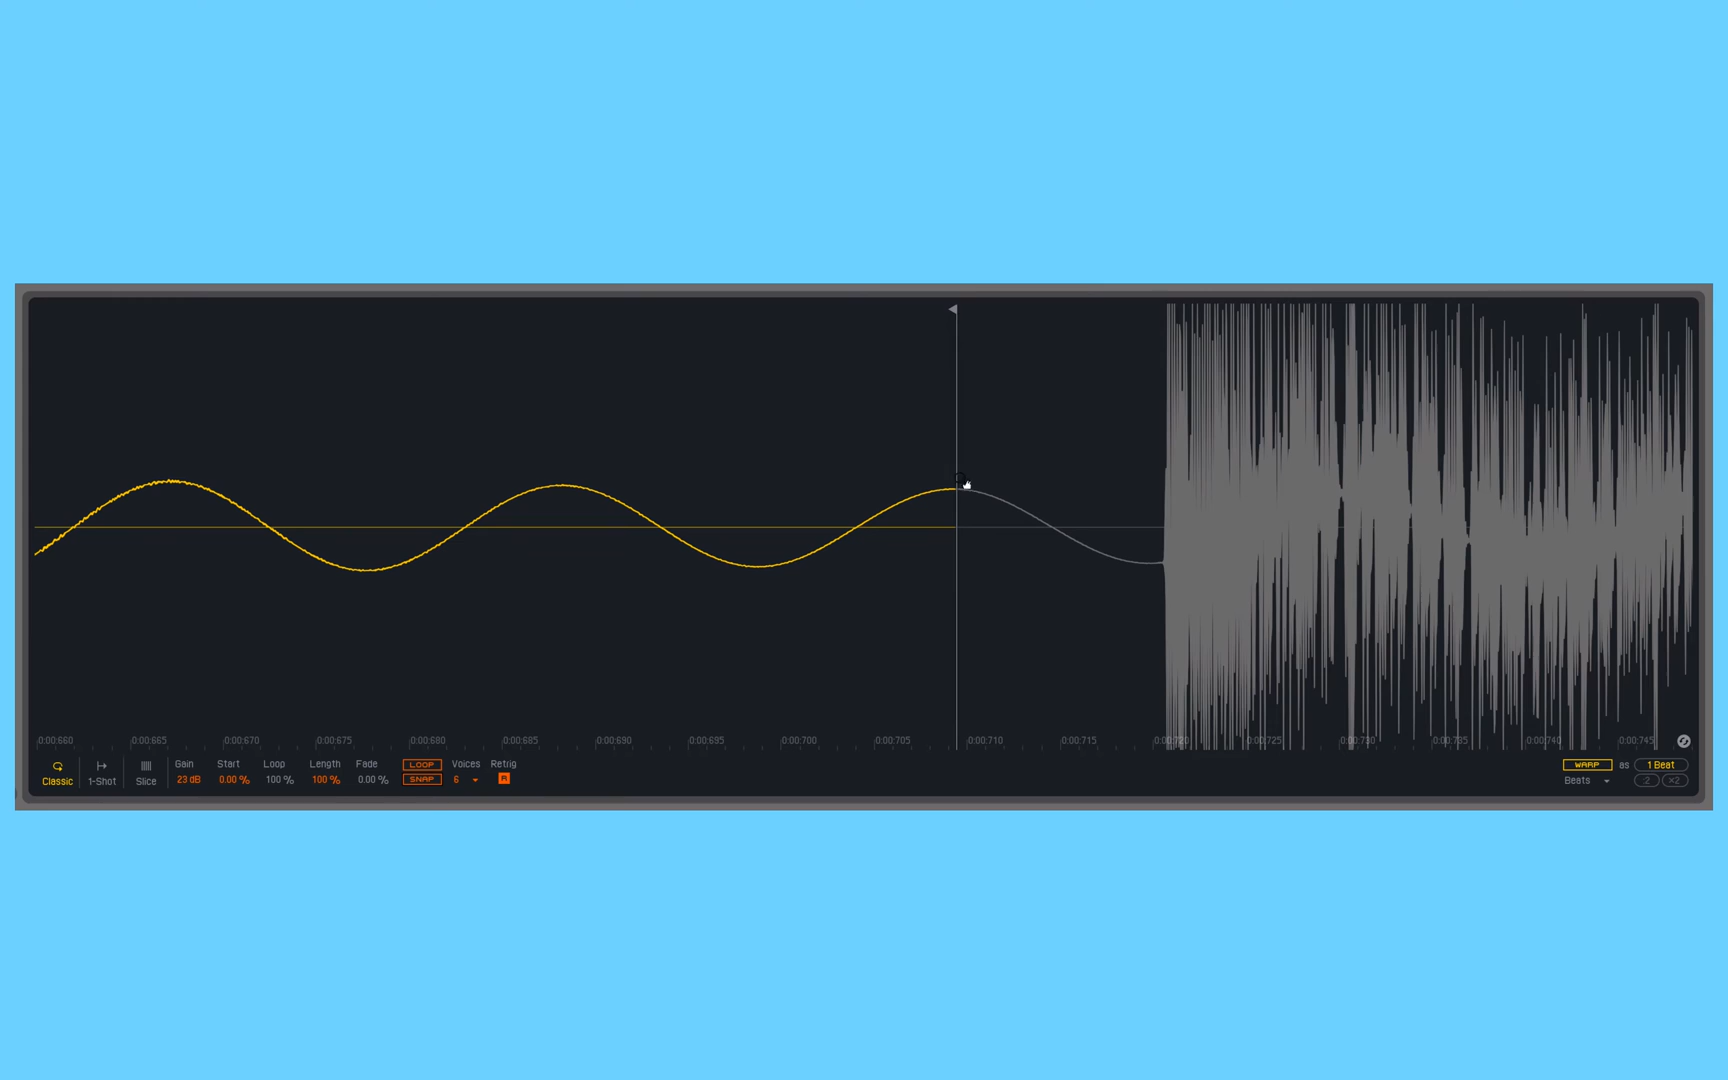 0:00:660 0:00:665 0:00:670 0:00:675 0:00:680 0:00:685 0:00:690 0:00:695 0:00:700 0:00:705 0:00:710 0:00:715 0:00:720 0:00:725 0:00:730 0:00:735 0:00:740 0:00:745
Gain Start Loop Length Fade LOOP Voices Retrig WARP as 1 Beat
Classic 1-Shot Slice 23 dB 0.00 % 100 % 100 % 0.00 % SNAP 6 R Beats :2 ×2